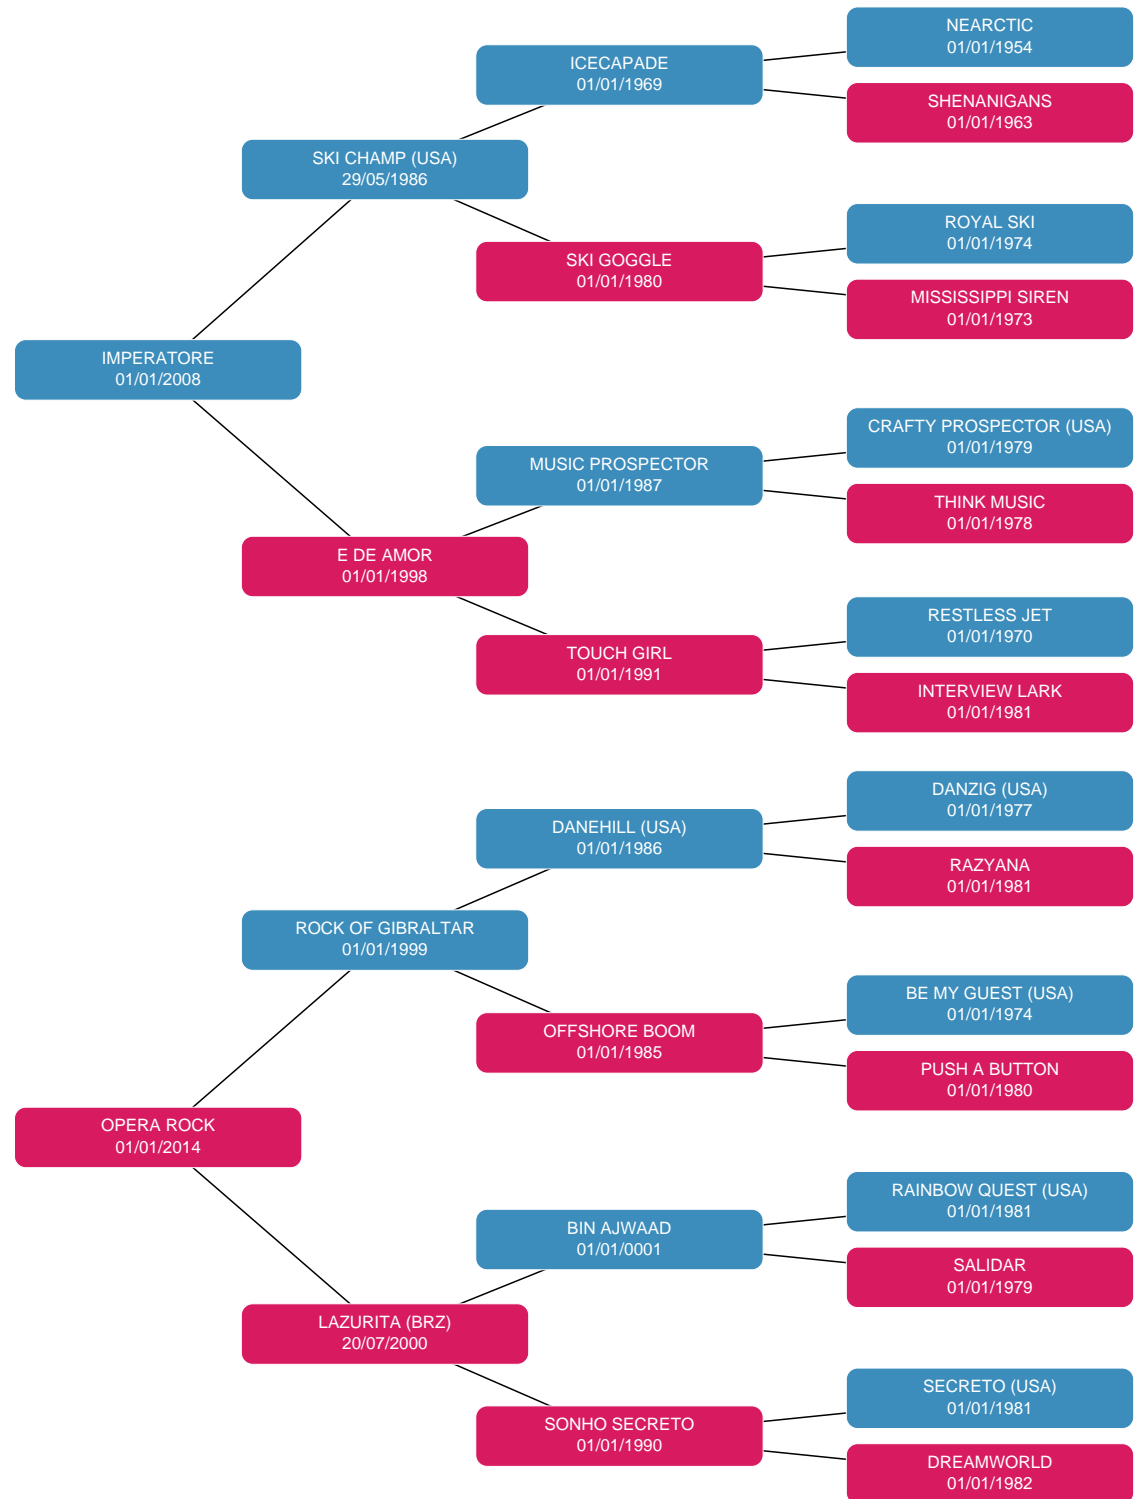 NEARCTIC
01/01/1954
ICECAPADE
01/01/1969
SHENANIGANS
01/01/1963
SKI CHAMP (USA)
29/05/1986
ROYAL SKI
01/01/1974
SKI GOGGLE
01/01/1980
MISSISSIPPI SIREN
01/01/1973
IMPERATORE
01/01/2008
CRAFTY PROSPECTOR (USA)
01/01/1979
MUSIC PROSPECTOR
01/01/1987
THINK MUSIC
01/01/1978
E DE AMOR
01/01/1998
RESTLESS JET
01/01/1970
TOUCH GIRL
01/01/1991
INTERVIEW LARK
01/01/1981
DANZIG (USA)
01/01/1977
DANEHILL (USA)
01/01/1986
RAZYANA
01/01/1981
ROCK OF GIBRALTAR
01/01/1999
BE MY GUEST (USA)
01/01/1974
OFFSHORE BOOM
01/01/1985
PUSH A BUTTON
01/01/1980
OPERA ROCK
01/01/2014
RAINBOW QUEST (USA)
01/01/1981
BIN AJWAAD
01/01/0001
SALIDAR
01/01/1979
LAZURITA (BRZ)
20/07/2000
SECRETO (USA)
01/01/1981
SONHO SECRETO
01/01/1990
DREAMWORLD
01/01/1982